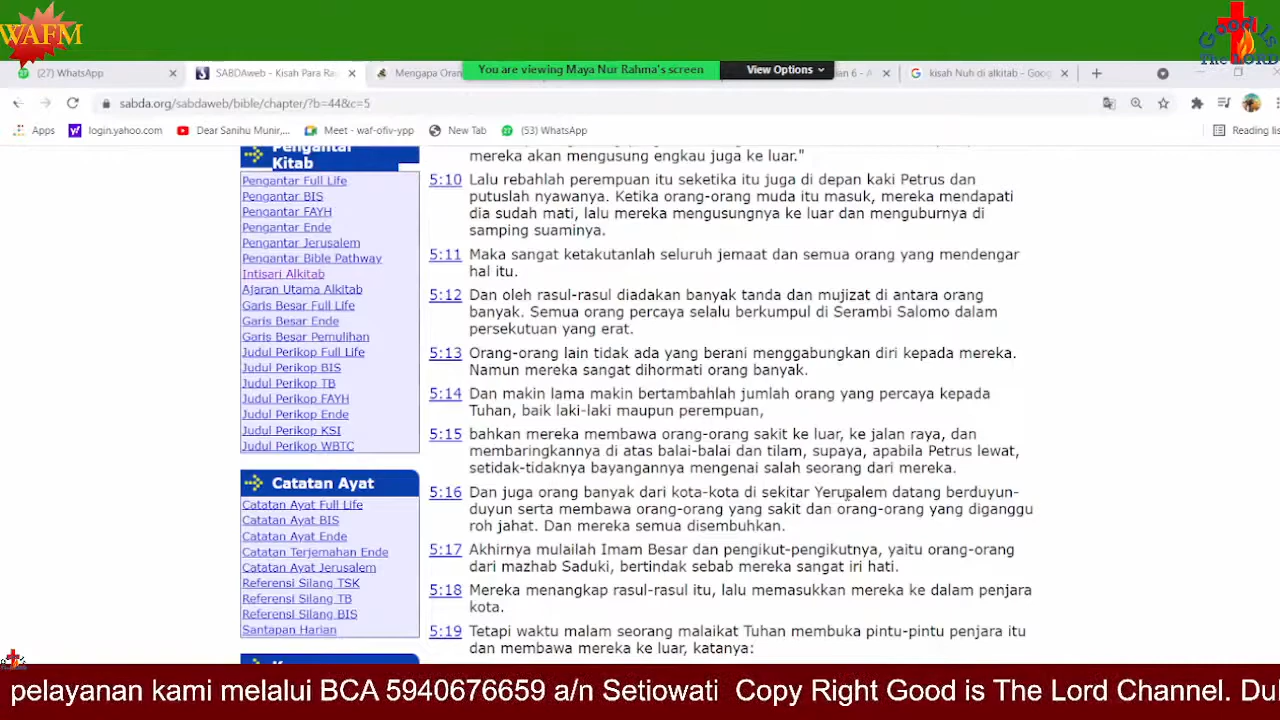 WAFM
Good Is
The LORD
(27) WhatsApp
SABDAweb - Kisah Para Ra
Mengapa Oran
You are viewing Maya Nur Rahma's screen
View Options
ian 6 - A
kisah Nuh di alkitab - Goog
sabda.org/sabdaweb/bible/chapter/?b=44&c=5
Apps
login.yahoo.com
Dear Sanihu Munir,...
Meet - waf-ofiv-ypp
New Tab
(53) WhatsApp
Reading lis
Pengantar
Kitab
Pengantar Full Life
Pengantar BIS
Pengantar FAYH
Pengantar Ende
Pengantar Jerusalem
Pengantar Bible Pathway
Intisari Alkitab
Ajaran Utama Alkitab
Garis Besar Full Life
Garis Besar Ende
Garis Besar Pemulihan
Judul Perikop Full Life
Judul Perikop BIS
Judul Perikop TB
Judul Perikop FAYH
Judul Perikop Ende
Judul Perikop KSI
Judul Perikop WBTC
Catatan Ayat
Catatan Ayat Full Life
Catatan Ayat BIS
Catatan Ayat Ende
Catatan Terjemahan Ende
Catatan Ayat Jerusalem
Referensi Silang TSK
Referensi Silang TB
Referensi Silang BIS
Santapan Harian
mereka akan mengusung engkau juga ke luar."
5:10 Lalu rebahlah perempuan itu seketika itu juga di depan kaki Petrus dan
putuslah nyawanya. Ketika orang-orang muda itu masuk, mereka mendapati
dia sudah mati, lalu mereka mengusungnya ke luar dan menguburnya di
samping suaminya.
5:11 Maka sangat ketakutanlah seluruh jemaat dan semua orang yang mendengar
hal itu.
5:12 Dan oleh rasul-rasul diadakan banyak tanda dan mujizat di antara orang
banyak. Semua orang percaya selalu berkumpul di Serambi Salomo dalam
persekutuan yang erat.
5:13 Orang-orang lain tidak ada yang berani menggabungkan diri kepada mereka.
Namun mereka sangat dihormati orang banyak.
5:14 Dan makin lama makin bertambahlah jumlah orang yang percaya kepada
Tuhan, baik laki-laki maupun perempuan,
5:15 bahkan mereka membawa orang-orang sakit ke luar, ke jalan raya, dan
membaringkannya di atas balai-balai dan tilam, supaya, apabila Petrus lewat,
setidak-tidaknya bayangannya mengenai salah seorang dari mereka.
5:16 Dan juga orang banyak dari kota-kota di sekitar Yerusalem datang berduyun-
duyun serta membawa orang-orang yang sakit dan orang-orang yang diganggu
roh jahat. Dan mereka semua disembuhkan.
5:17 Akhirnya mulailah Imam Besar dan pengikut-pengikutnya, yaitu orang-orang
dari mazhab Saduki, bertindak sebab mereka sangat iri hati.
5:18 Mereka menangkap rasul-rasul itu, lalu memasukkan mereka ke dalam penjara
kota.
5:19 Tetapi waktu malam seorang malaikat Tuhan membuka pintu-pintu penjara itu
dan membawa mereka ke luar, katanya:
pelayanan kami melalui BCA 5940676659 a/n Setiowati Copy Right Good is The Lord Channel. Du